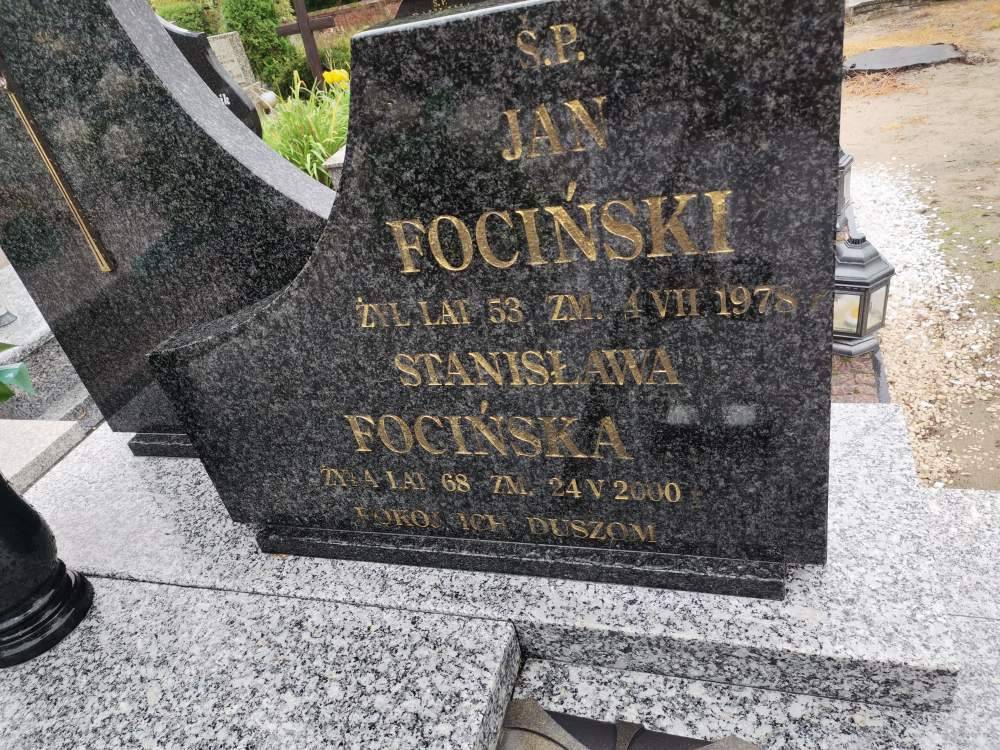 Ś.P.
JAN
FOCIŃSKI
ŻYŁ LAT 53 ZM. 4 VII 1978
STANISŁAWA
FOCIŃSKA
ŻYŁA LAT 68 ZM. 24 V 2000
POKÓJ ICH DUSZOM